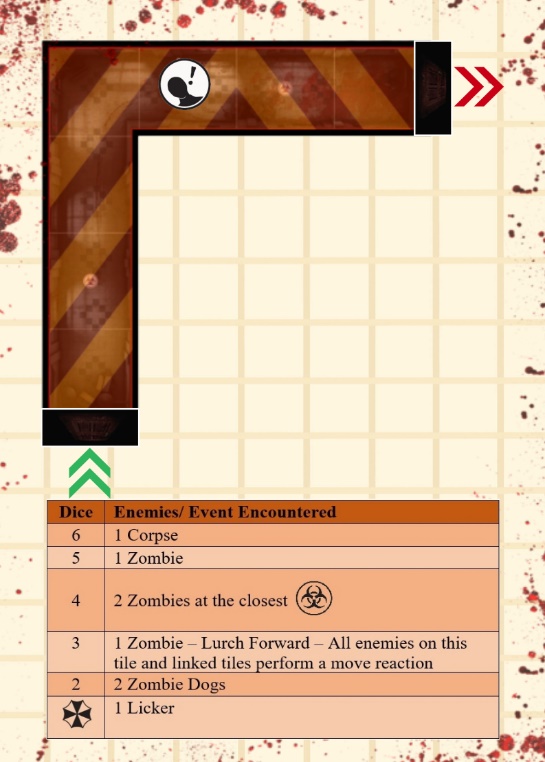 Dice Enemies/ Event Encountered
6 1 Corpse
5 1 Zombie
4 2 Zombies at the closest
3 1 Zombie – Lurch Forward – All enemies on this
tile and linked tiles perform a move reaction
2 2 Zombie Dogs
1 Licker